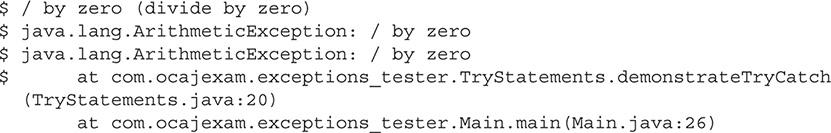 $ / by zero (divide by zero)
$ java.lang.ArithmeticException: / by zero
$ java.lang.ArithmeticException: / by zero
$      at com.ocajexam.exceptions_tester.TryStatements.demonstrateTryCatch
(TryStatements.java:20)
at com.ocajexam.exceptions_tester.Main.main(Main.java:26)